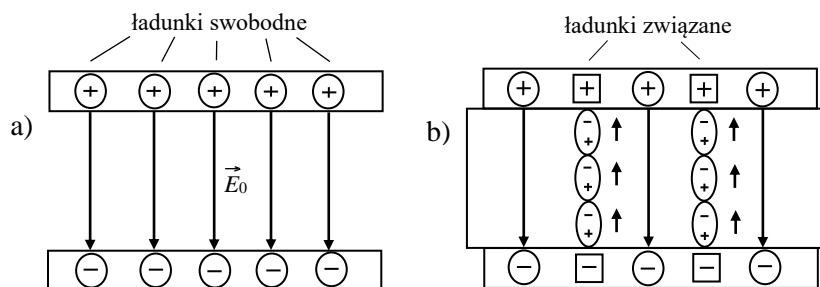 ładunki swobodne
ładunki związane
+ + + + +
+ + + + +
a)
b)
- -
+ +
- -
+ +
- -
+ +
E₀
− − − − −
− − − − −